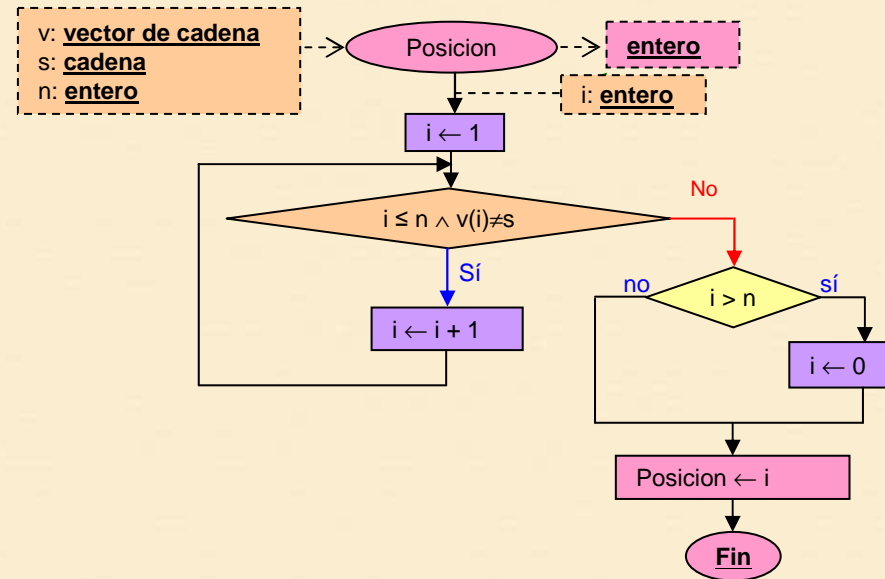 v: vector de cadena
s: cadena
n: entero
Posicion
entero
i: entero
i ← 1
i ≤ n ∧ v(i)≠s
No
Sí
i ← i + 1
no
i > n
sí
i ← 0
Posicion ← i
Fin